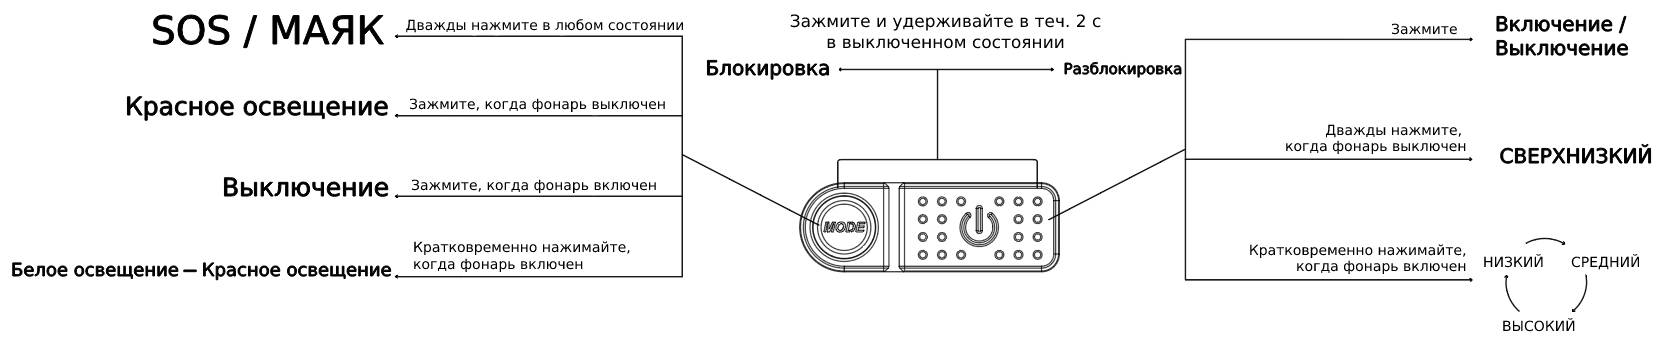 SOS / МАЯК
Дважды нажмите в любом состоянии
Красное освещение
Зажмите, когда фонарь выключен
Выключение
Зажмите, когда фонарь включен
Белое освещение — Красное освещение
Кратковременно нажимайте,
когда фонарь включен
Зажмите и удерживайте в теч. 2 с
в выключенном состоянии
Блокировка
Разблокировка
MODE
Зажмите
Включение /
Выключение
Дважды нажмите,
когда фонарь выключен
СВЕРХНИЗКИЙ
Кратковременно нажимайте,
когда фонарь включен
НИЗКИЙ
СРЕДНИЙ
ВЫСОКИЙ